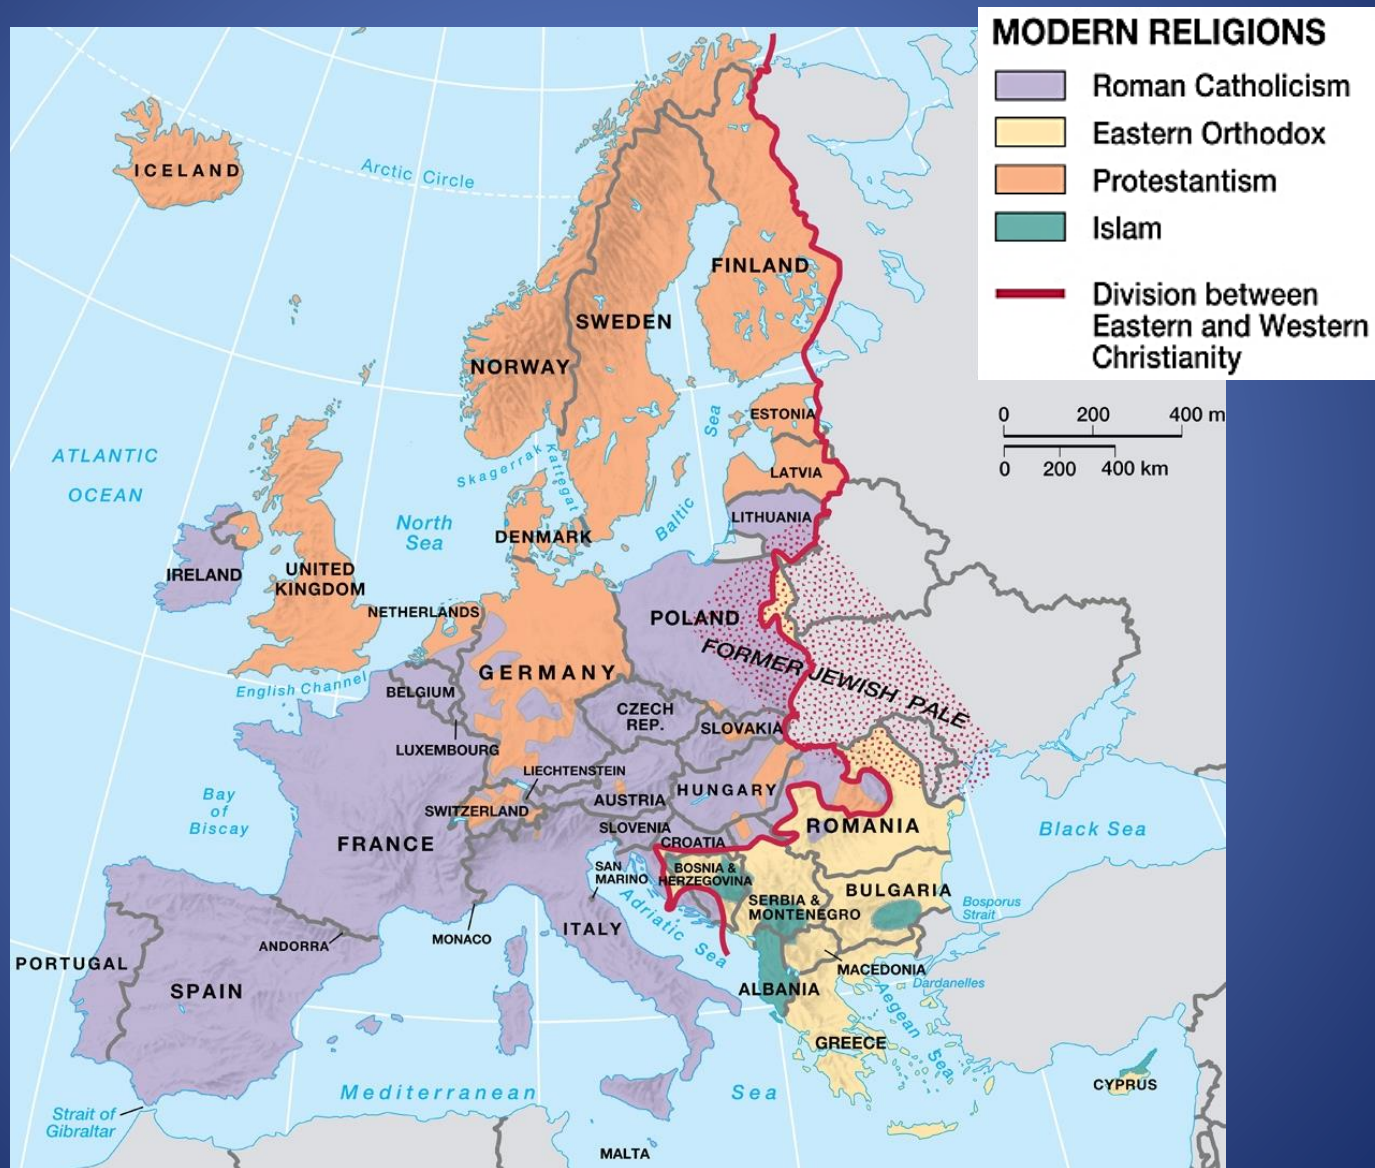 MODERN RELIGIONS
Roman Catholicism
Eastern Orthodox
Protestantism
Islam
Division between
Eastern and Western
Christianity
0 200 400 m
0 200 400 km
ICELAND
Arctic Circle
FINLAND
SWEDEN
NORWAY
ESTONIA
Baltic Sea
LATVIA
LITHUANIA
Skagerrak
Kattegat
ATLANTIC
OCEAN
North
Sea
DENMARK
IRELAND
UNITED
KINGDOM
NETHERLANDS
POLAND
FORMER JEWISH PALE
GERMANY
English Channel
BELGIUM
CZECH
REP.
SLOVAKIA
LUXEMBOURG
LIECHTENSTEIN
HUNGARY
AUSTRIA
SWITZERLAND
Bay
of
Biscay
FRANCE
SLOVENIA
CROATIA
ROMANIA
Black Sea
SAN
MARINO
BOSNIA &
HERZEGOVINA
SERBIA &
MONTENEGRO
BULGARIA
Bosporus
Strait
Adriatic Sea
ITALY
ANDORRA
MONACO
PORTUGAL
SPAIN
MACEDONIA
Dardanelles
ALBANIA
Aegean Sea
GREECE
CYPRUS
Mediterranean Sea
Strait of
Gibraltar
MALTA